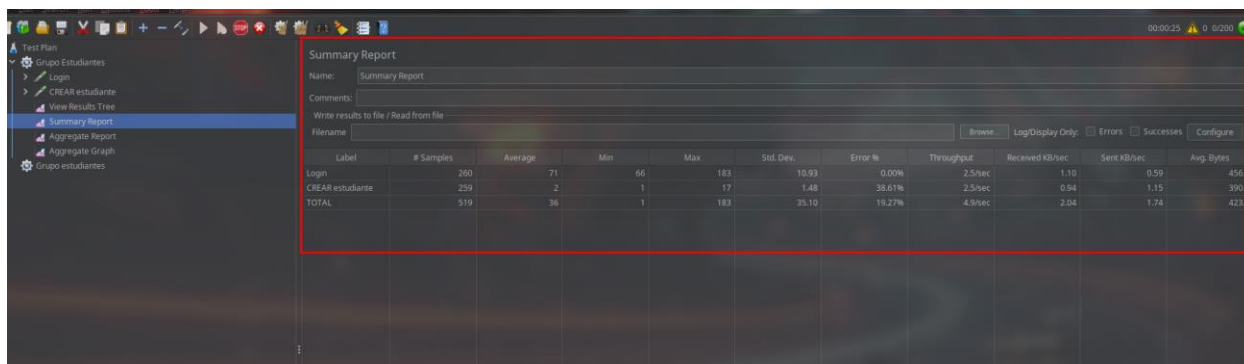 00:00:25 0 0/200
Test Plan
Grupo Estudiantes
Login
CREAR estudiante
View Results Tree
Summary Report
Aggregate Report
Aggregate Graph
Grupo estudiantes
Summary Report
Name: Summary Report
Comments:
Write results to file / Read from file
Filename Browse... Log/Display Only: Errors Successes Configure
Label # Samples Average Min Max Std. Dev. Error % Throughput Received KB/sec Sent KB/sec Avg. Bytes
Login 260 71 66 183 10.93 0.00% 2.5/sec 1.10 0.59 456.
CREAR estudiante 259 2 1 17 1.48 38.61% 2.5/sec 0.94 1.15 390.
TOTAL 519 36 1 183 35.10 19.27% 4.9/sec 2.04 1.74 423.